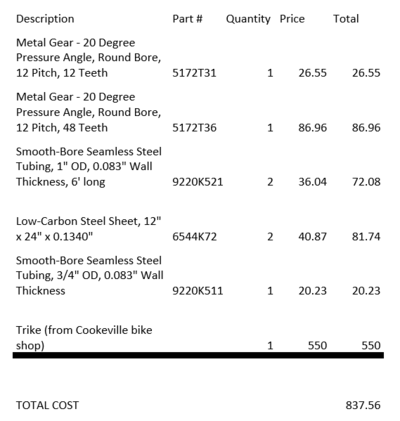 Description Part # Quantity Price Total
Metal Gear - 20 Degree
Pressure Angle, Round Bore,
12 Pitch, 12 Teeth 5172T31 1 26.55 26.55
Metal Gear - 20 Degree
Pressure Angle, Round Bore,
12 Pitch, 48 Teeth 5172T36 1 86.96 86.96
Smooth-Bore Seamless Steel
Tubing, 1" OD, 0.083" Wall
Thickness, 6' long 9220K521 2 36.04 72.08
Low-Carbon Steel Sheet, 12"
x 24" x 0.1340" 6544K72 2 40.87 81.74
Smooth-Bore Seamless Steel
Tubing, 3/4" OD, 0.083" Wall
Thickness 9220K511 1 20.23 20.23
Trike (from Cookeville bike
shop) 1 550 550
TOTAL COST 837.56